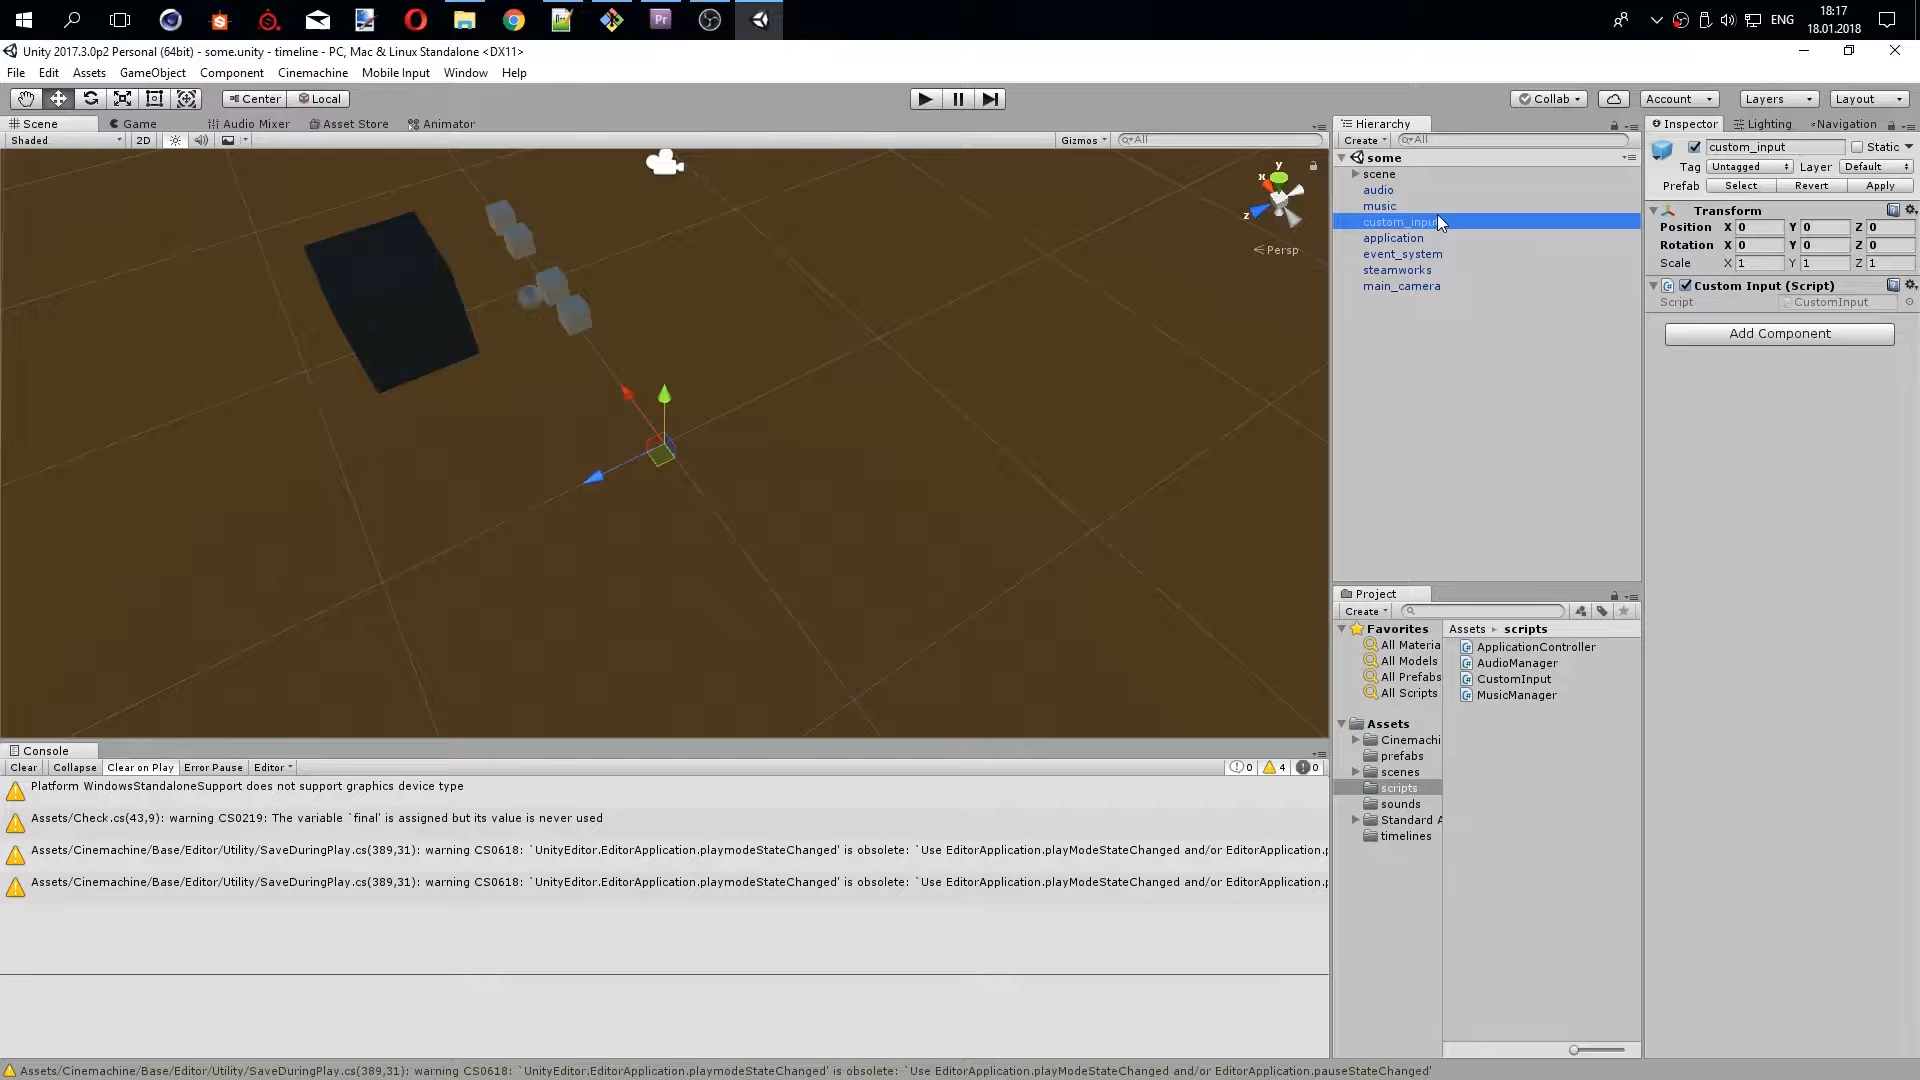 Pr
ENG
18:17
18.01.2018
Unity 2017.3.0p2 Personal (64bit) - some.unity - timeline - PC, Mac & Linux Standalone <DX11>
File Edit Assets GameObject Component Cinemachine Mobile Input Window Help
Center Local
Collab Account Layers Layout
Scene Game Audio Mixer Asset Store Animator
Shaded 2D Gizmos All
y
x
z
Persp
Hierarchy
Create All
some
scene
audio
music
custom_input
application
event_system
steamworks
main_camera
Inspector Lighting Navigation
custom_input Static
Tag Untagged Layer Default
Prefab Select Revert Apply
Transform
Position X 0 Y 0 Z 0
Rotation X 0 Y 0 Z 0
Scale X 1 Y 1 Z 1
Custom Input (Script)
Script CustomInput
Add Component
Project
Create
Favorites
All Materia
All Models
All Prefabs
All Scripts
Assets
Cinemachi
prefabs
scenes
scripts
sounds
Standard A
timelines
Assets scripts
ApplicationController
AudioManager
CustomInput
MusicManager
Console
Clear Collapse Clear on Play Error Pause Editor 0 4 0
Platform WindowsStandaloneSupport does not support graphics device type
Assets/Check.cs(43,9): warning CS0219: The variable `final' is assigned but its value is never used
Assets/Cinemachine/Base/Editor/Utility/SaveDuringPlay.cs(389,31): warning CS0618: `UnityEditor.EditorApplication.playmodeStateChanged' is obsolete: `Use EditorApplication.playModeStateChanged and/or EditorApplication.p
Assets/Cinemachine/Base/Editor/Utility/SaveDuringPlay.cs(389,31): warning CS0618: `UnityEditor.EditorApplication.playmodeStateChanged' is obsolete: `Use EditorApplication.playModeStateChanged and/or EditorApplication.p
Assets/Cinemachine/Base/Editor/Utility/SaveDuringPlay.cs(389,31): warning CS0618: `UnityEditor.EditorApplication.playmodeStateChanged' is obsolete: `Use EditorApplication.playModeStateChanged and/or EditorApplication.pauseStateChanged'